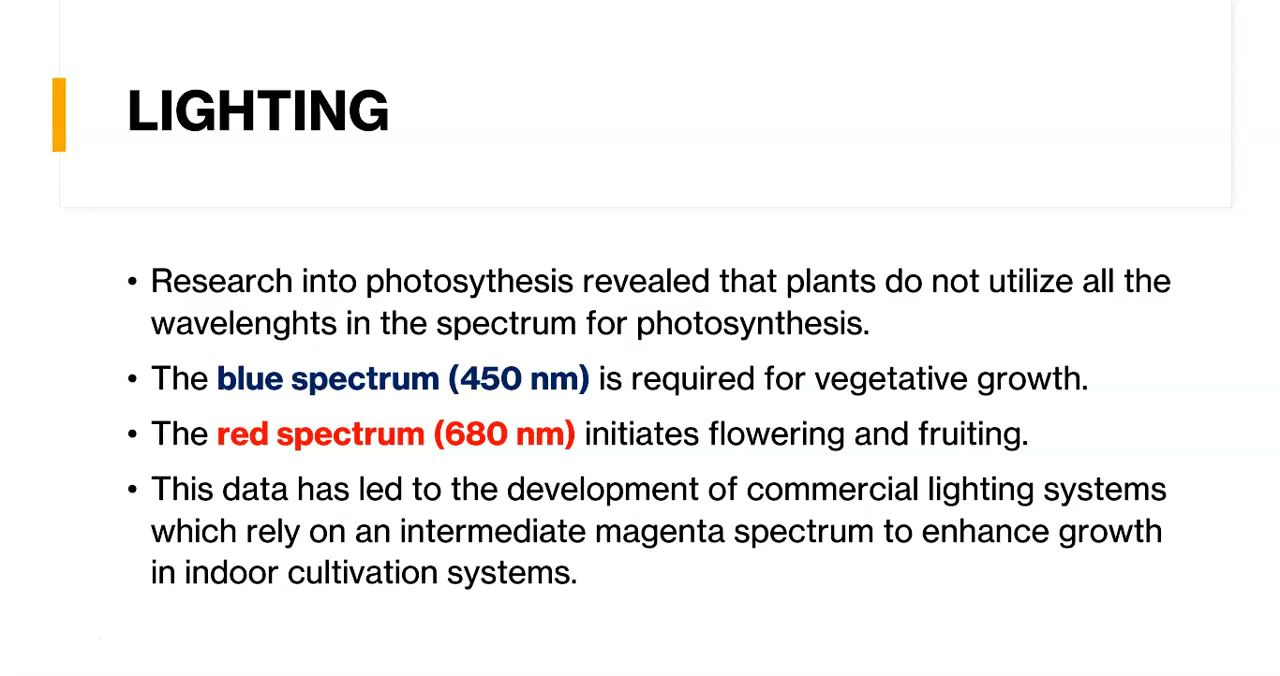 LIGHTING
• Research into photosythesis revealed that plants do not utilize all the
wavelenghts in the spectrum for photosynthesis.
• The blue spectrum (450 nm) is required for vegetative growth.
• The red spectrum (680 nm) initiates flowering and fruiting.
• This data has led to the development of commercial lighting systems
which rely on an intermediate magenta spectrum to enhance growth
in indoor cultivation systems.